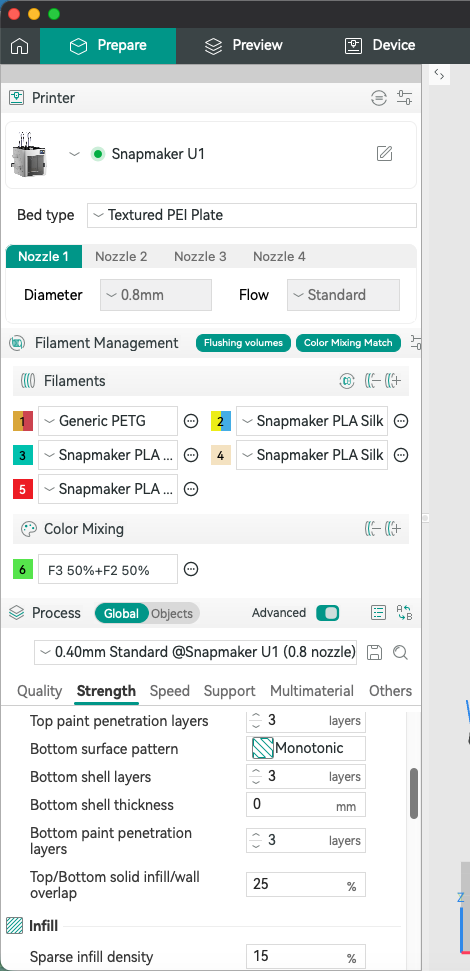 Prepare Preview Device
Printer
Snapmaker U1
Bed type Textured PEI Plate
Nozzle 1 Nozzle 2 Nozzle 3 Nozzle 4
Diameter 0.8mm Flow Standard
Filament Management Flushing volumes Color Mixing Match
Filaments
1 Generic PETG 2 Snapmaker PLA Silk
3 Snapmaker PLA ... 4 Snapmaker PLA Silk
5 Snapmaker PLA ...
Color Mixing
6 F3 50%+F2 50%
Process Global Objects Advanced A B
0.40mm Standard @Snapmaker U1 (0.8 nozzle)
Quality Strength Speed Support Multimaterial Others
Top paint penetration layers 3 layers
Bottom surface pattern Monotonic
Bottom shell layers 3 layers
Bottom shell thickness 0 mm
Bottom paint penetration
layers 3 layers
Top/Bottom solid infill/wall
overlap 25 %
Infill
Sparse infill density 15 %
Z